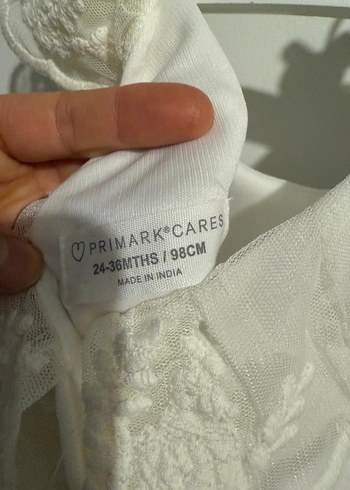 PRIMARK®CARES
24-36MTHS / 98CM
MADE IN INDIA